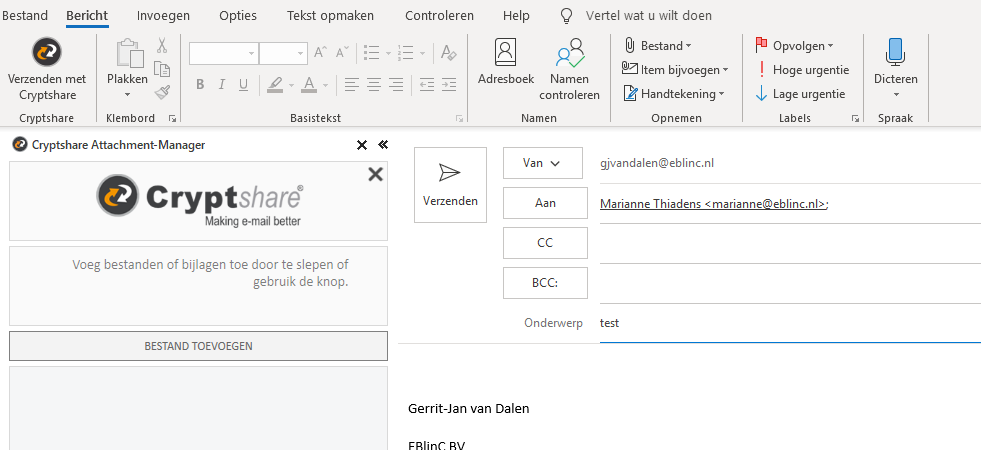 Bestand Bericht Invoegen Opties Tekst opmaken Controleren Help Vertel wat u wilt doen
Verzenden met
Cryptshare
Cryptshare
Plakken
Klembord
B I U
A
Basistekst
Adresboek
Namen
controleren
Namen
Bestand
Item bijvoegen
Handtekening
Opnemen
Opvolgen
Hoge urgentie
Lage urgentie
Labels
Dicteren
Spraak
Cryptshare Attachment-Manager
Cryptshare®
Making e-mail better
Voeg bestanden of bijlagen toe door te slepen of
gebruik de knop.
BESTAND TOEVOEGEN
Verzenden
Van gjvandalen@eblinc.nl
Aan Marianne Thiadens <marianne@eblinc.nl>;
CC
BCC:
Onderwerp test
Gerrit-Jan van Dalen
EBlinC BV